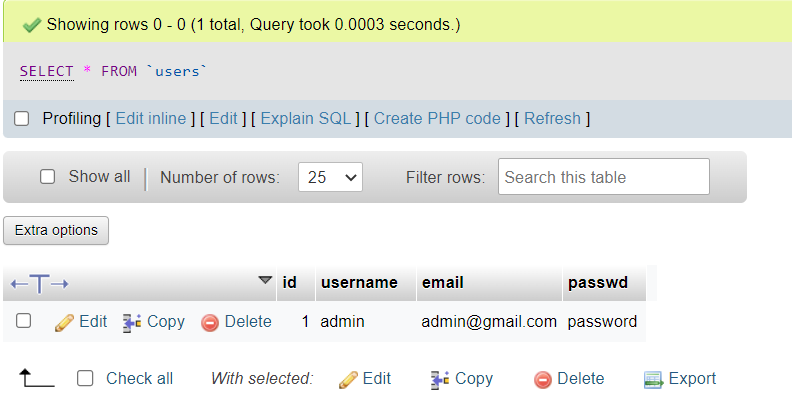 Showing rows 0 - 0 (1 total, Query took 0.0003 seconds.)
SELECT * FROM `users`
Profiling [ Edit inline ] [ Edit ] [ Explain SQL ] [ Create PHP code ] [ Refresh ]
Show all | Number of rows: 25 Filter rows: Search this table
Extra options
id username email passwd
Edit Copy Delete 1 admin admin@gmail.com password
Check all With selected: Edit Copy Delete Export